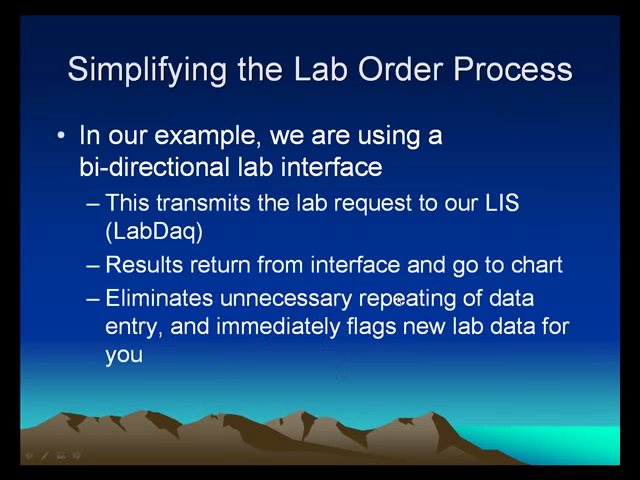 Simplifying the Lab Order Process
• In our example, we are using a
bi-directional lab interface
– This transmits the lab request to our LIS
(LabDaq)
– Results return from interface and go to chart
– Eliminates unnecessary repeating of data
entry, and immediately flags new lab data for
you